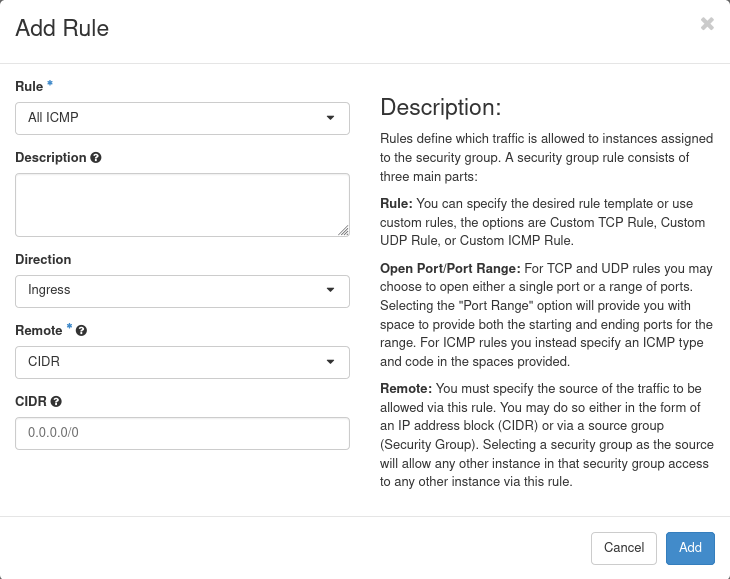 Add Rule
×
Rule *
All ICMP
Description
Direction
Ingress
Remote *
CIDR
CIDR
0.0.0.0/0
Description:
Rules define which traffic is allowed to instances assigned
to the security group. A security group rule consists of
three main parts:
Rule: You can specify the desired rule template or use
custom rules, the options are Custom TCP Rule, Custom
UDP Rule, or Custom ICMP Rule.
Open Port/Port Range: For TCP and UDP rules you may
choose to open either a single port or a range of ports.
Selecting the "Port Range" option will provide you with
space to provide both the starting and ending ports for the
range. For ICMP rules you instead specify an ICMP type
and code in the spaces provided.
Remote: You must specify the source of the traffic to be
allowed via this rule. You may do so either in the form of
an IP address block (CIDR) or via a source group
(Security Group). Selecting a security group as the source
will allow any other instance in that security group access
to any other instance via this rule.
Cancel
Add